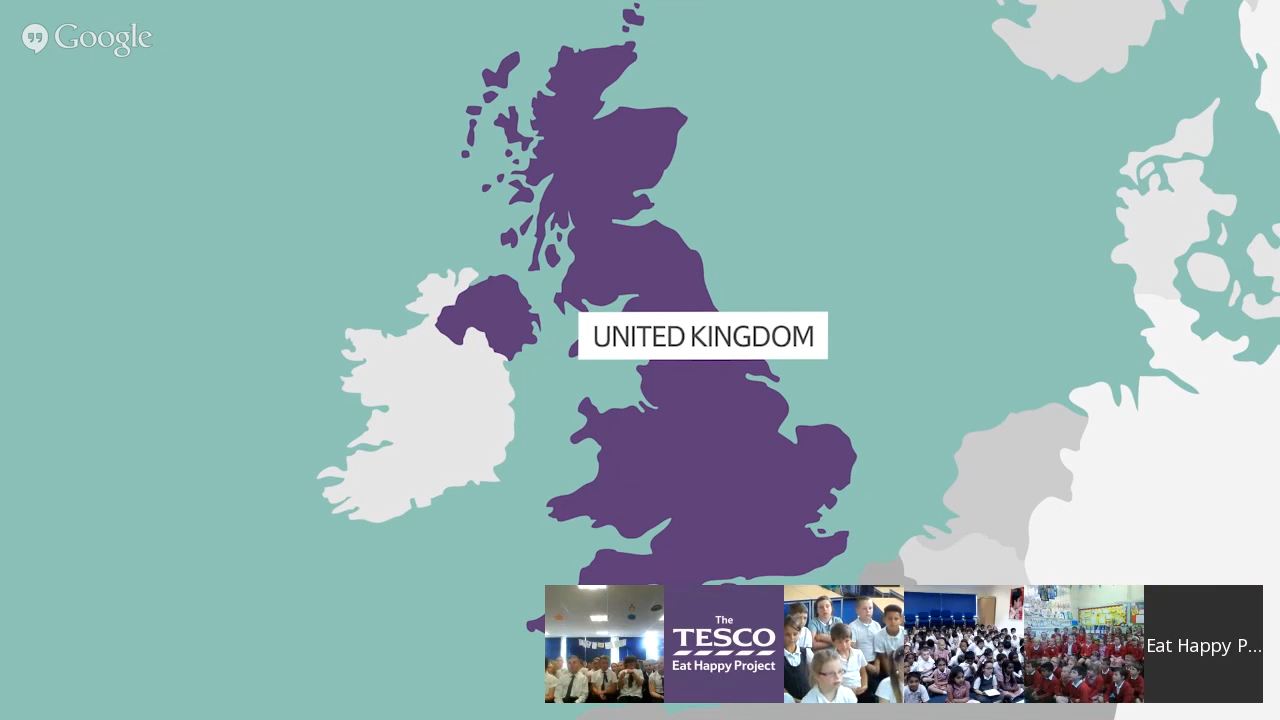 Google
UNITED KINGDOM
The
TESCO
Eat Happy Project
Eat Happy P...